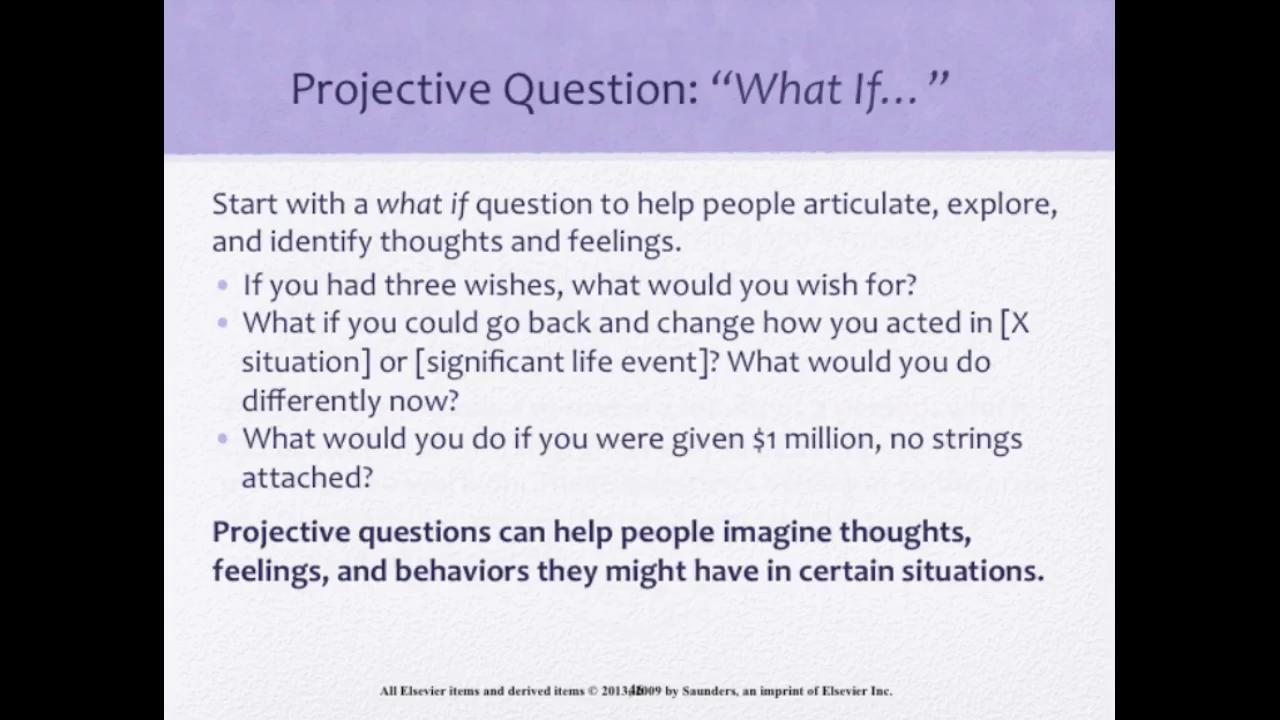 Projective Question: “What If…”
Start with a what if question to help people articulate, explore,
and identify thoughts and feelings.
• If you had three wishes, what would you wish for?
• What if you could go back and change how you acted in [X
situation] or [significant life event]? What would you do
differently now?
• What would you do if you were given $1 million, no strings
attached?
Projective questions can help people imagine thoughts,
feelings, and behaviors they might have in certain situations.
All Elsevier items and derived items © 2013, 2009 by Saunders, an imprint of Elsevier Inc.